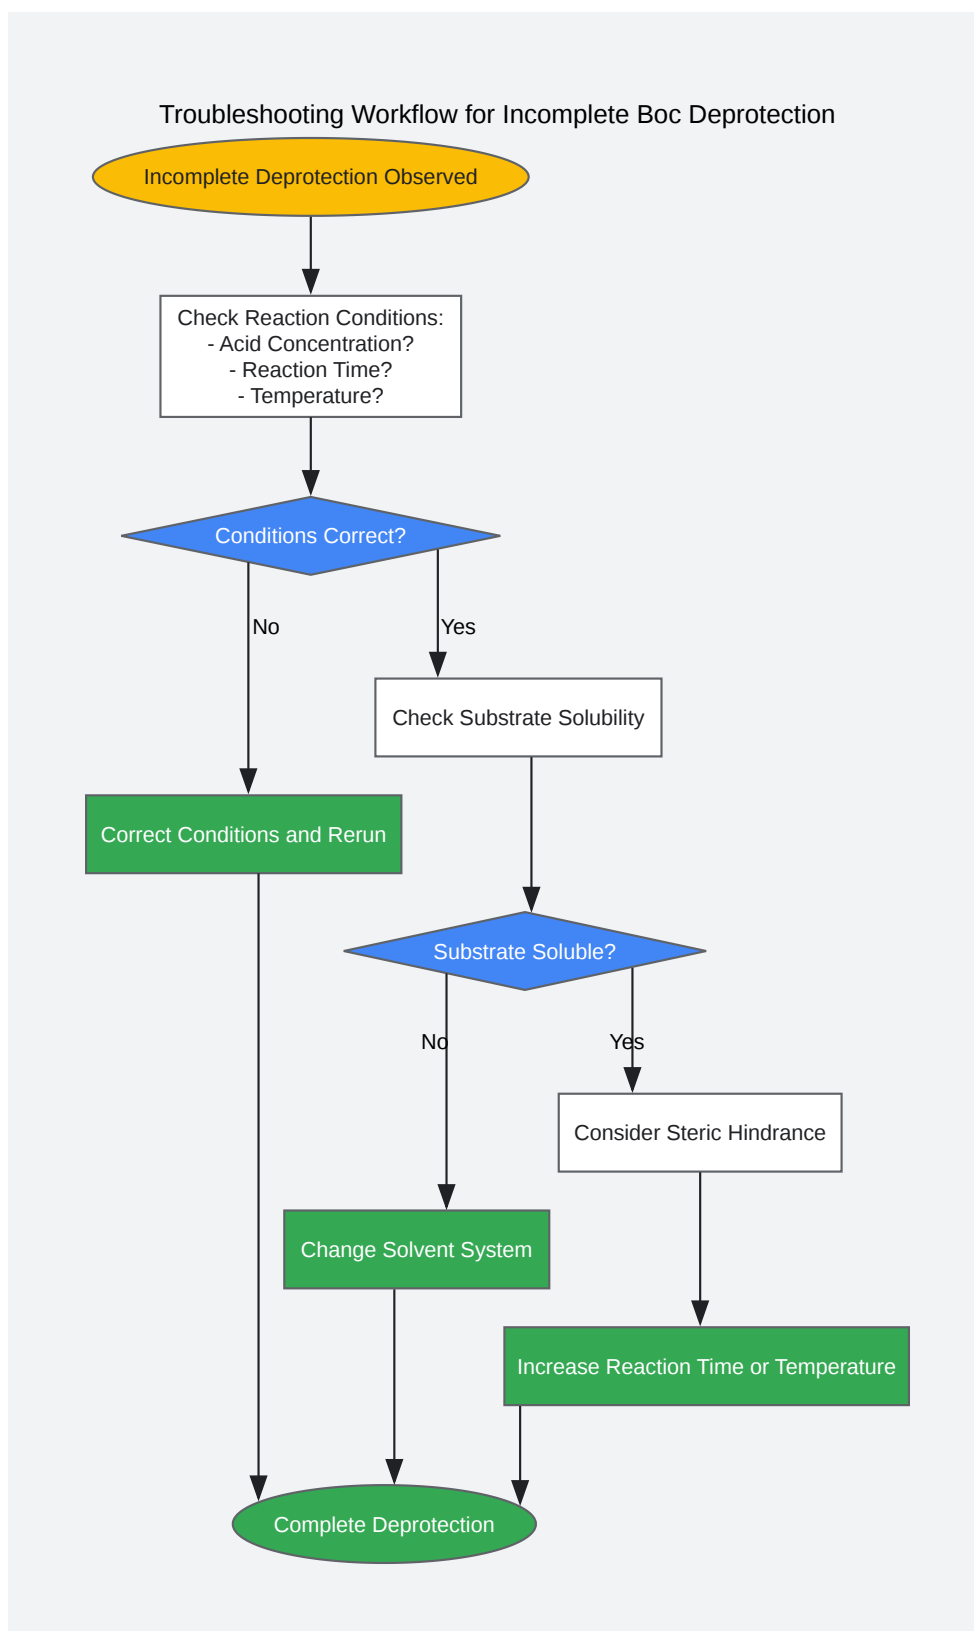 Troubleshooting Workflow for Incomplete Boc Deprotection
Incomplete Deprotection Observed
Check Reaction Conditions:
- Acid Concentration?
- Reaction Time?
- Temperature?
Conditions Correct?
No
Yes
Check Substrate Solubility
Correct Conditions and Rerun
Substrate Soluble?
No
Yes
Consider Steric Hindrance
Change Solvent System
Increase Reaction Time or Temperature
Complete Deprotection